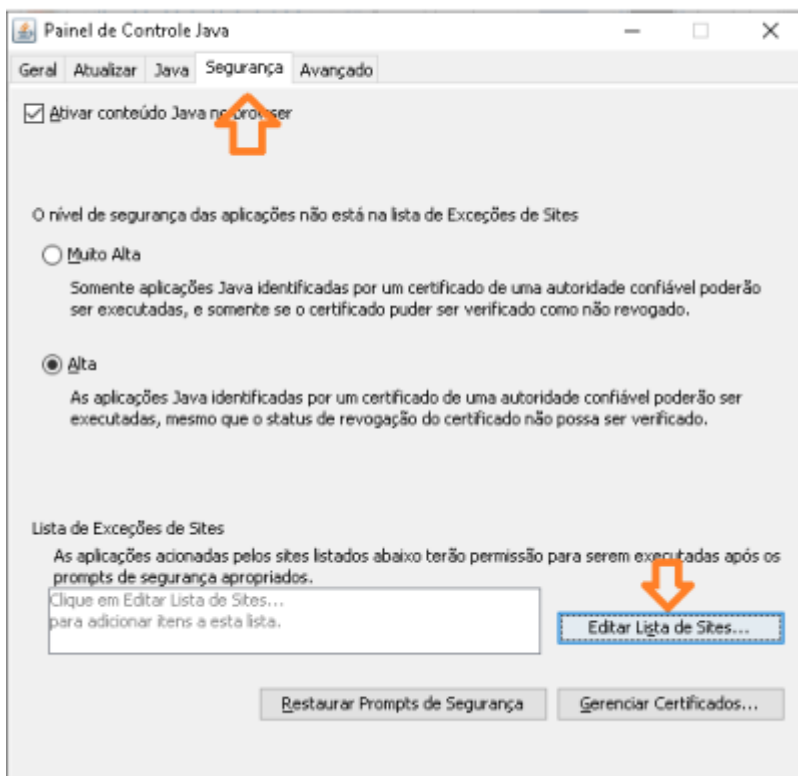 Painel de Controle Java
Geral Atualizar Java Segurança Avançado
Ativar conteúdo Java no browser
O nível de segurança das aplicações não está na lista de Exceções de Sites
Muito Alta
Somente aplicações Java identificadas por um certificado de uma autoridade confiável poderão
ser executadas, e somente se o certificado puder ser verificado como não revogado.
Alta
As aplicações Java identificadas por um certificado de uma autoridade confiável poderão ser
executadas, mesmo que o status de revogação do certificado não possa ser verificado.
Lista de Exceções de Sites
As aplicações acionadas pelos sites listados abaixo terão permissão para serem executadas após os
prompts de segurança apropriados.
Clique em Editar Lista de Sites...
para adicionar itens a esta lista.
Editar Lista de Sites...
Restaurar Prompts de Segurança Gerenciar Certificados...